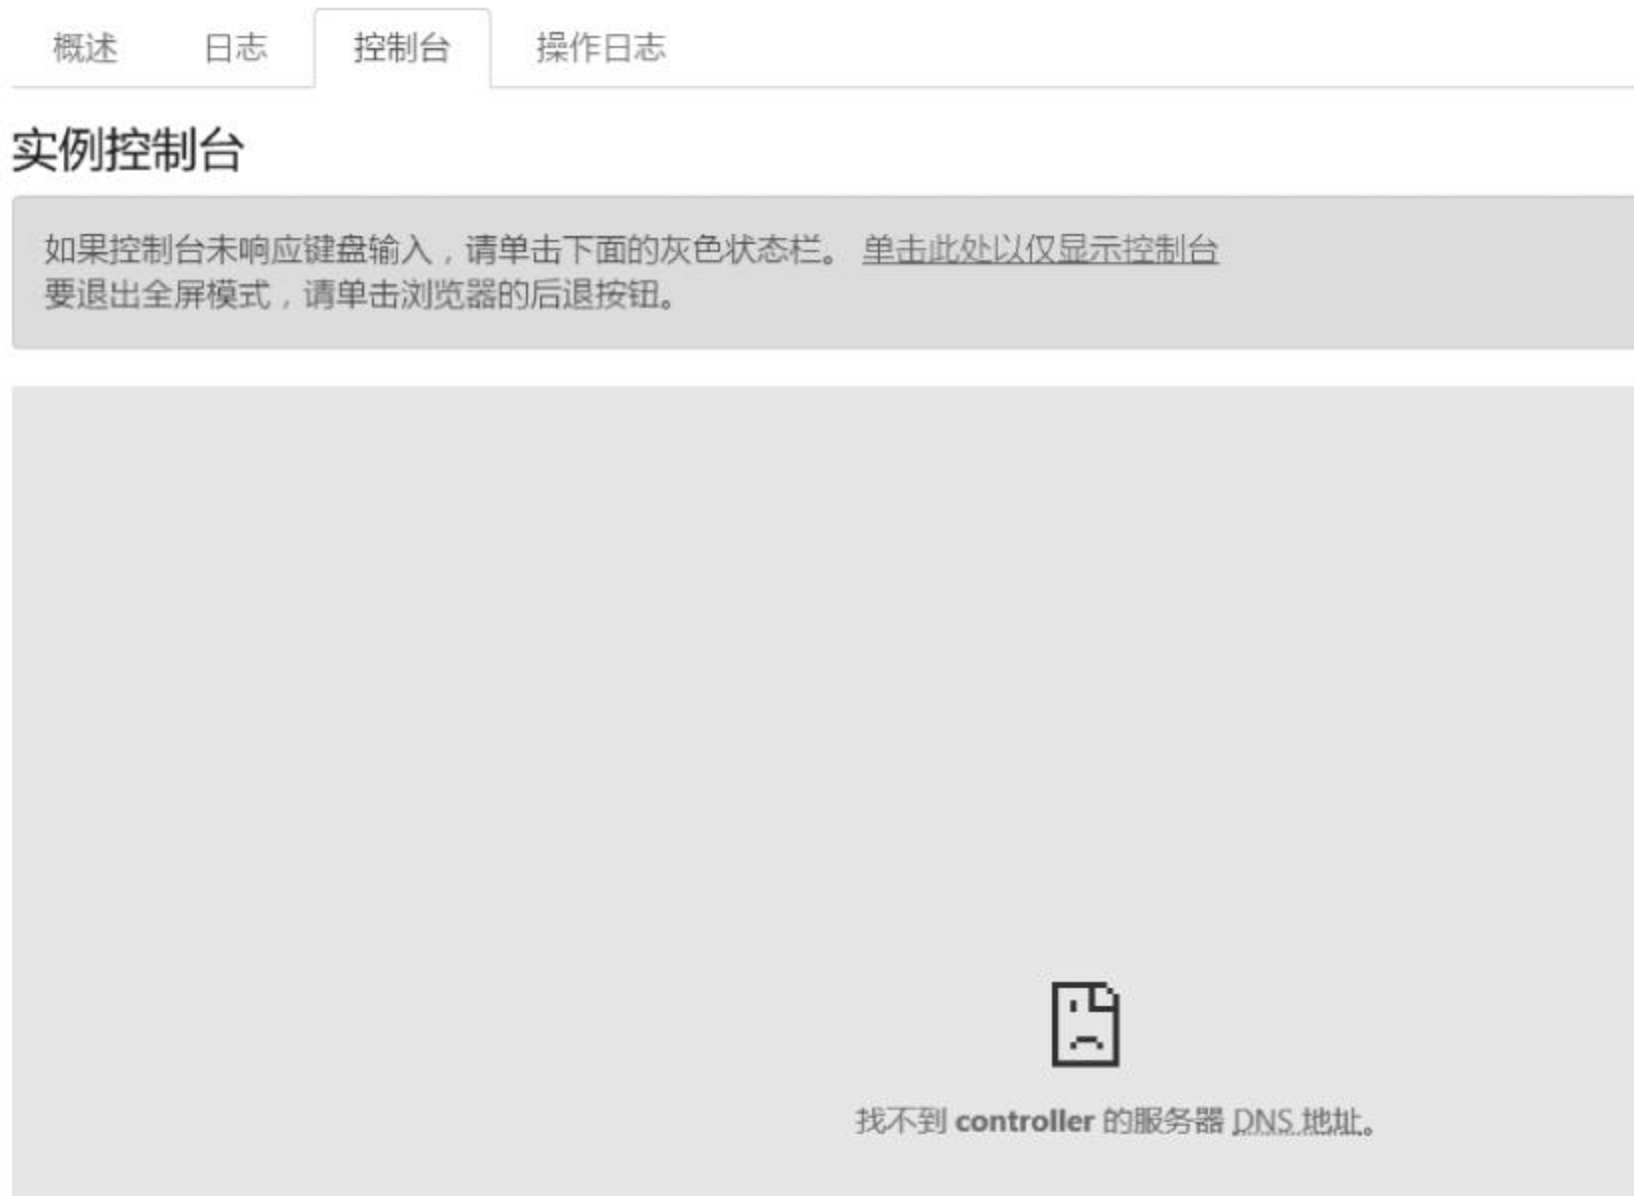 概述 日志 控制台 操作日志
实例控制台
如果控制台未响应键盘输入，请单击下面的灰色状态栏。 单击此处以仅显示控制台
要退出全屏模式，请单击浏览器的后退按钮。
找不到 controller 的服务器 DNS 地址。